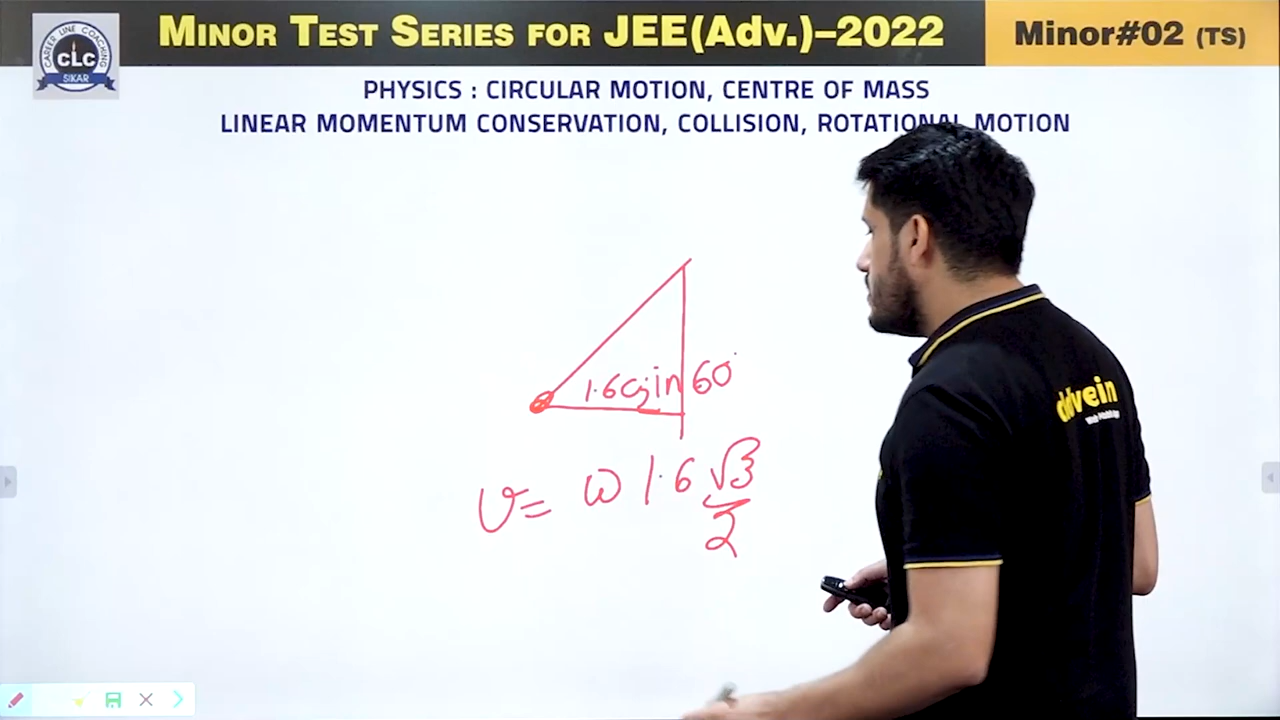 MINOR TEST SERIES FOR JEE(Adv.)–2022
Minor#02 (TS)
CAREER LINE COACHING
CLC
SIKAR
PHYSICS : CIRCULAR MOTION, CENTRE OF MASS
LINEAR MOMENTUM CONSERVATION, COLLISION, ROTATIONAL MOTION
1.6 sin 60°
v = ω 1.6 √3/2
vein